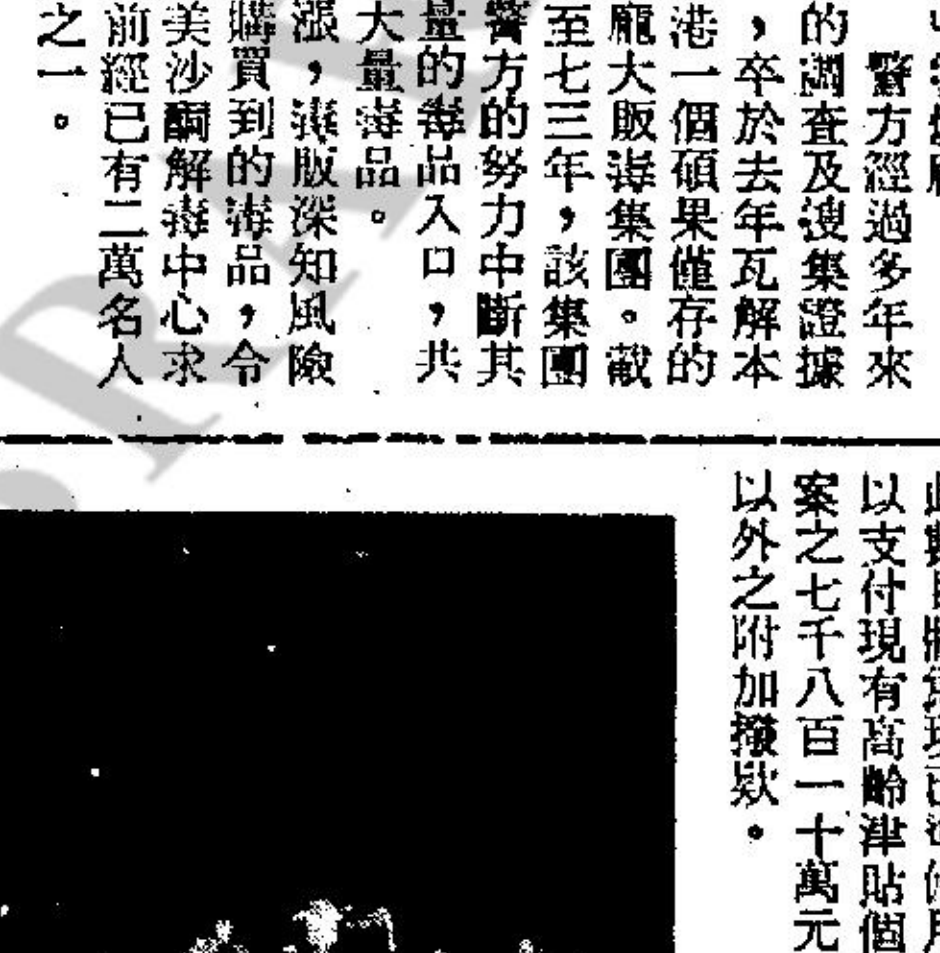 警方經過多年來
的調查及搜集證據
，卒於去年瓦解本
港一個碩果僅存的
龐大販毒集團。截
至七三年，該集團
警方的努力中斷其
量的毒品入口，共
大量毒品。
漲，毒販深知風險
購買到的毒品，令
美沙酮解毒中心求
前經已有二萬名人
之一。
以支付現有高齡津貼個
案之七千八百一十萬元
以外之附加撥欵。